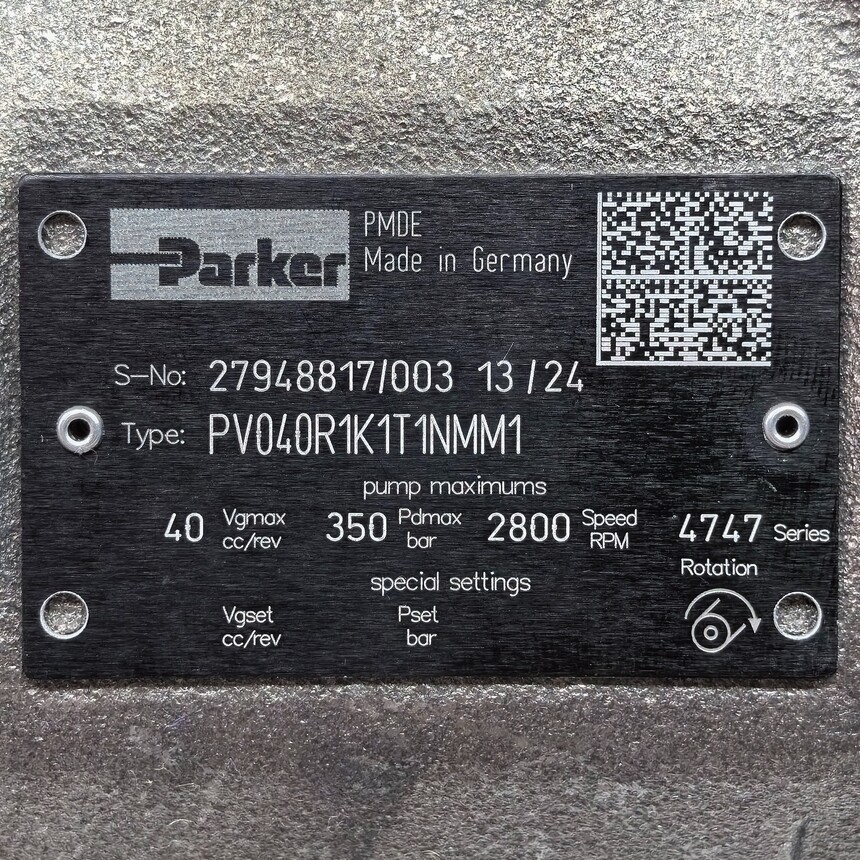 Parker
PMDE
Made in Germany
S-No: 27948817/003 13/24
Type: PV040R1K1T1NMM1
pump maximums
40 Vgmax cc/rev 350 Pdmax bar 2800 Speed RPM 4747 Series
Rotation
special settings
Vgset cc/rev Pset bar